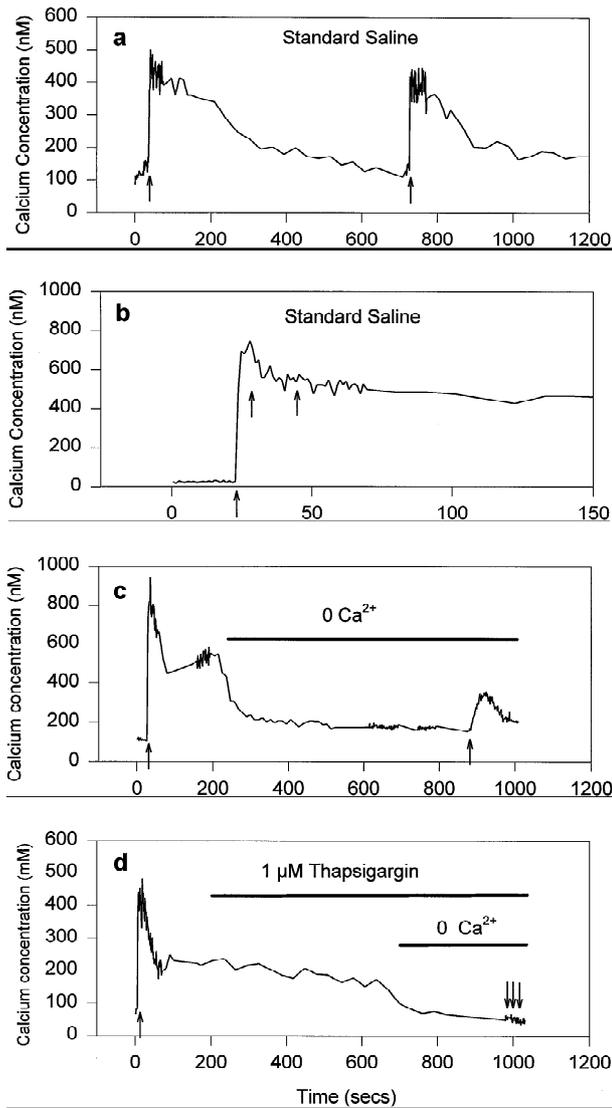 a
Standard Saline
Calcium Concentration (nM)
600
500
400
300
200
100
0
0 200 400 600 800 1000 1200
b
Standard Saline
Calcium Concentration (nM)
1000
800
600
400
200
0
0 50 100 150
c
0 Ca²⁺
Calcium concentration (nM)
1000
800
600
400
200
0
0 200 400 600 800 1000 1200
d
1 µM Thapsigargin
0 Ca²⁺
Calcium concentration (mM)
600
500
400
300
200
100
0
0 200 400 600 800 1000 1200
Time (secs)